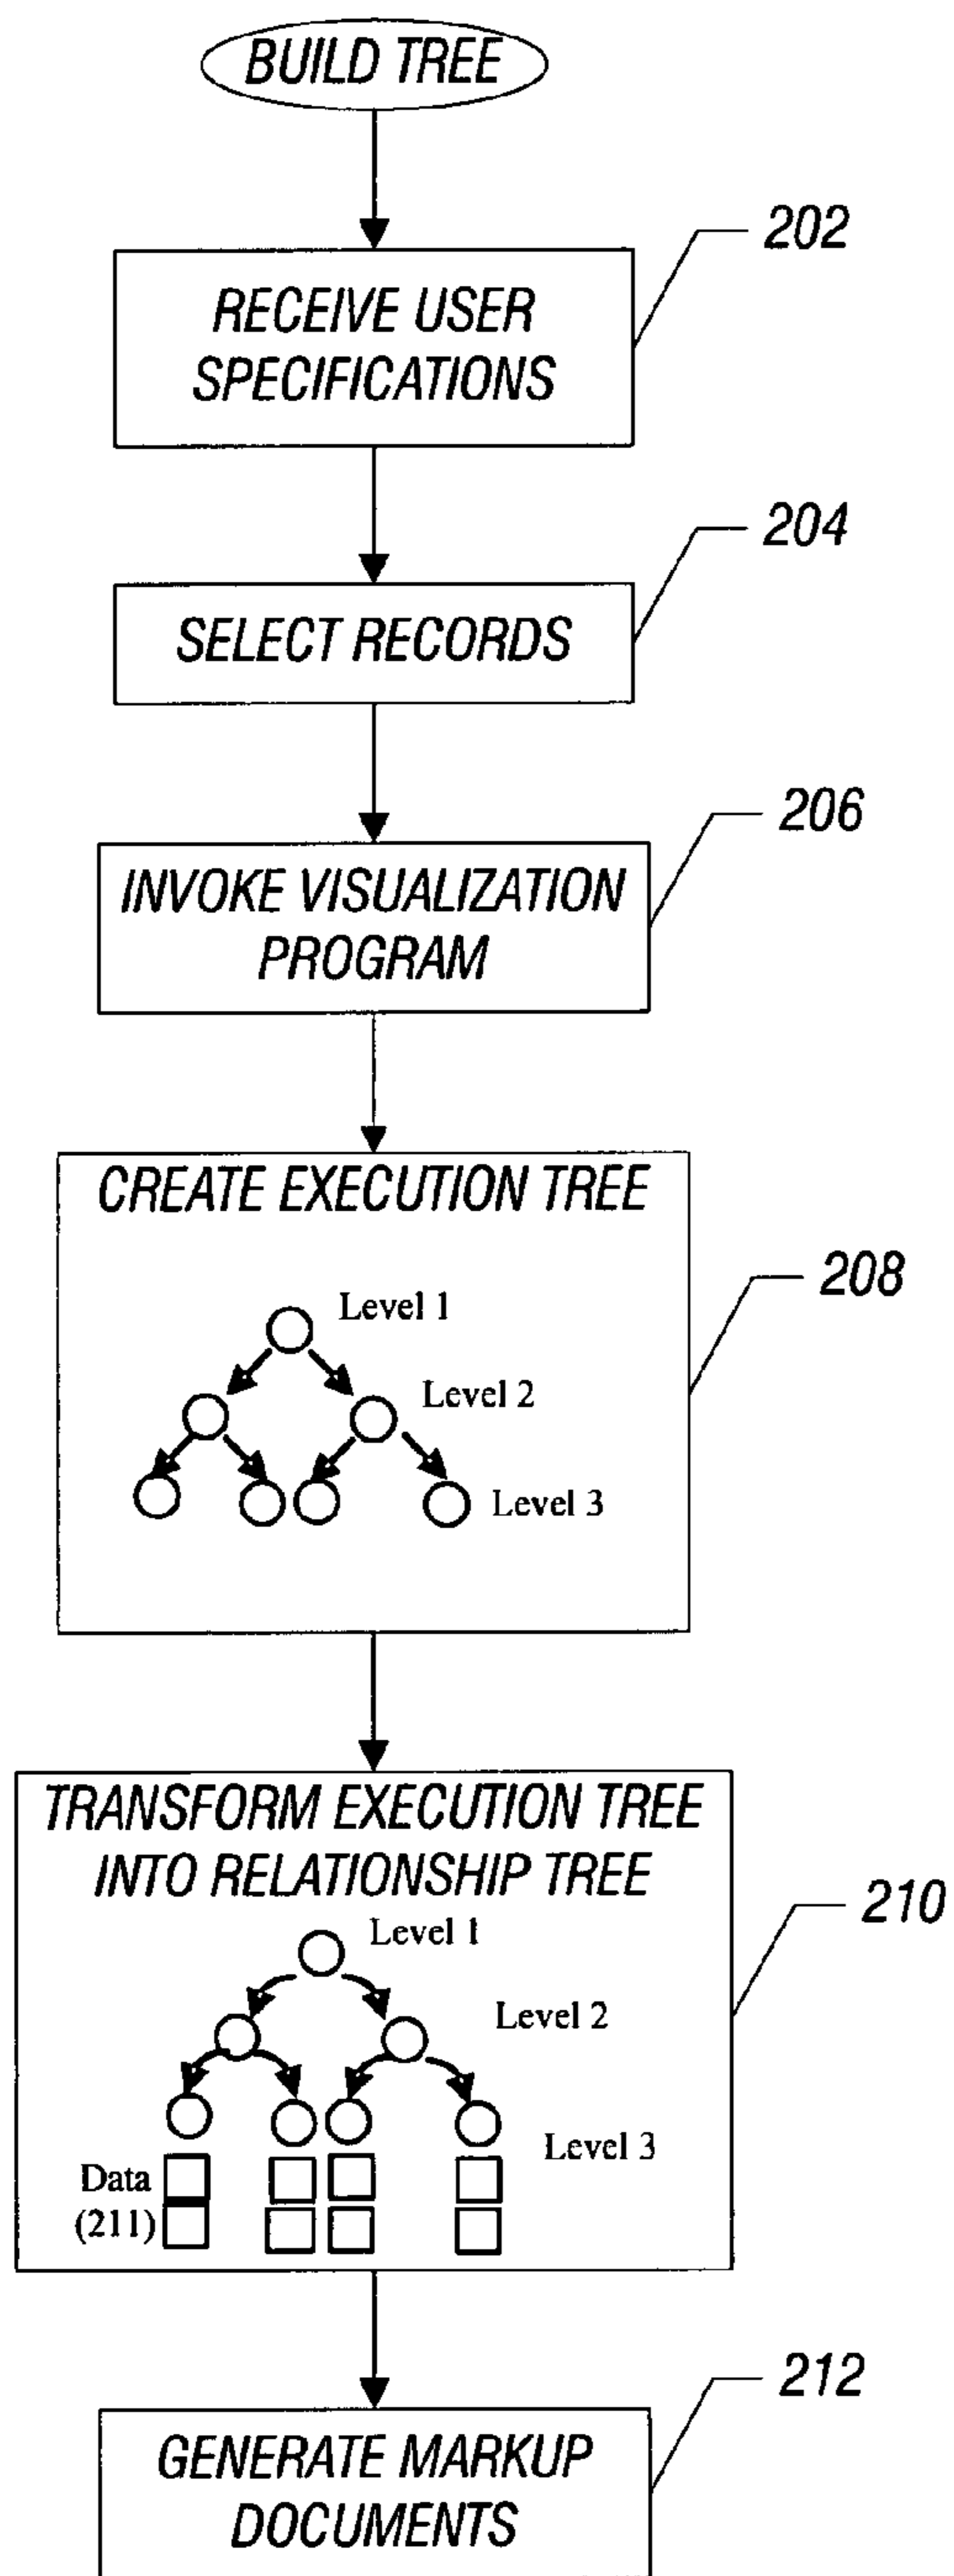 BUILD TREE
202
RECEIVE USER
SPECIFICATIONS
204
SELECT RECORDS
206
INVOKE VISUALIZATION
PROGRAM
CREATE EXECUTION TREE
208
Level 1
Level 2
Level 3
TRANSFORM EXECUTION TREE
INTO RELATIONSHIP TREE
210
Level 1
Level 2
Level 3
Data
(211)
212
GENERATE MARKUP
DOCUMENTS